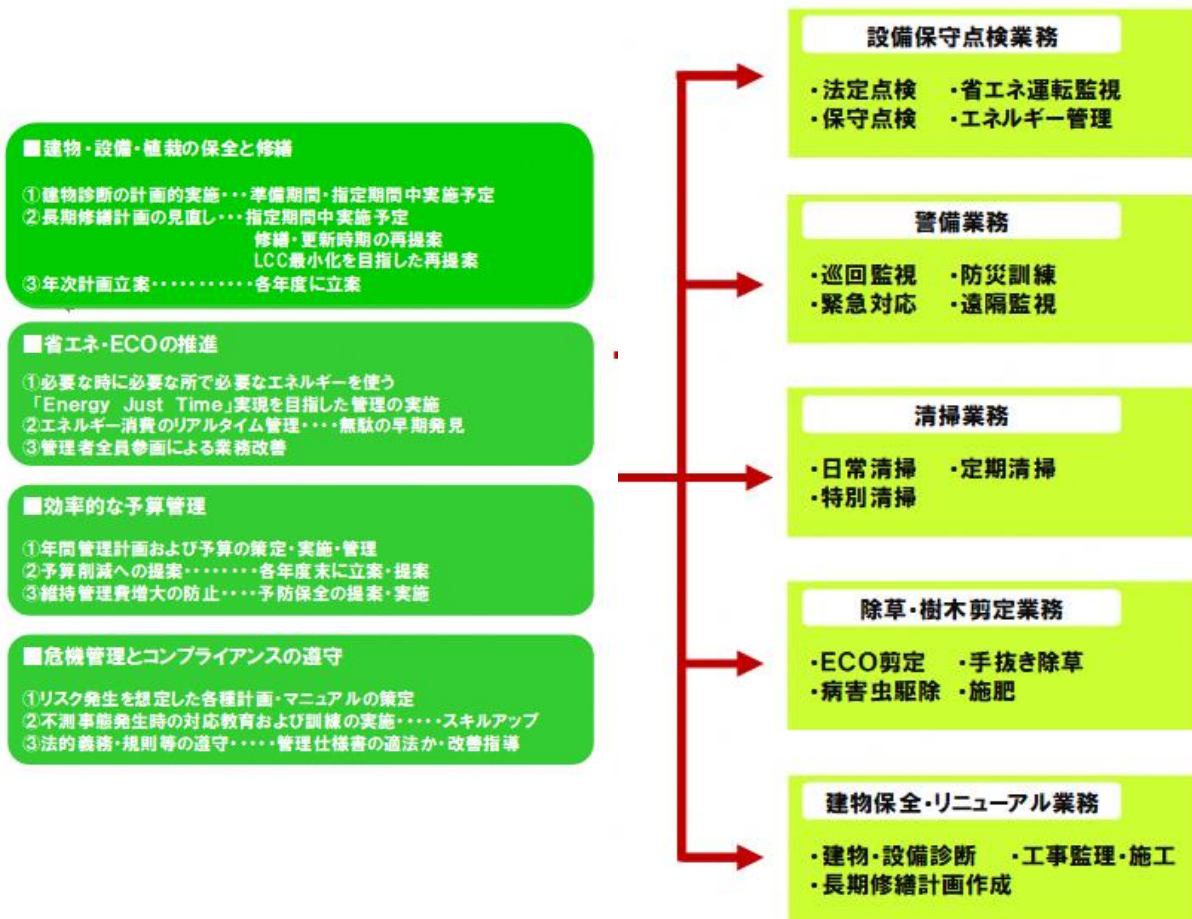 ■建物・設備・植栽の保全と修繕
①建物診断の計画的実施・・・準備期間・指定期間中実施予定
②長期修繕計画の見直し・・・指定期間中実施予定
修繕・更新時期の再提案
LCC最小化を目指した再提案
③年次計画立案・・・・・・・・・・・各年度に立案
■省エネ・ECOの推進
①必要な時に必要な所で必要なエネルギーを使う
「Energy Just Time」実現を目指した管理の実施
②エネルギー消費のリアルタイム管理・・・・無駄の早期発見
③管理者全員参画による業務改善
■効率的な予算管理
①年間管理計画および予算の策定・実施・管理
②予算削減への提案・・・・・・・・各年度末に立案・提案
③維持管理費増大の防止・・・・予防保全の提案・実施
■危機管理とコンプライアンスの遵守
①リスク発生を想定した各種計画・マニュアルの策定
②不測事態発生時の対応教育および訓練の実施・・・・・スキルアップ
③法的義務・規則等の遵守・・・・・管理仕様書の適法か・改善指導
設備保守点検業務
・法定点検 ・省エネ運転監視
・保守点検 ・エネルギー管理
警備業務
・巡回監視 ・防災訓練
・緊急対応 ・遠隔監視
清掃業務
・日常清掃 ・定期清掃
・特別清掃
除草・樹木剪定業務
・ECO剪定 ・手抜き除草
・病害虫駆除 ・施肥
建物保全・リニューアル業務
・建物・設備診断 ・工事監理・施工
・長期修繕計画作成